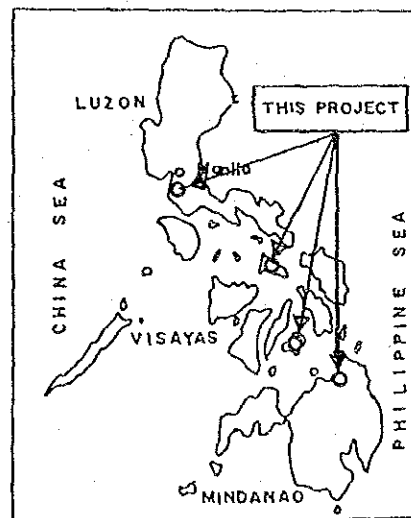 LUZON
THIS PROJECT
Manila
CHINA SEA
VISAYAS
PHILIPPINE SEA
MINDANAO